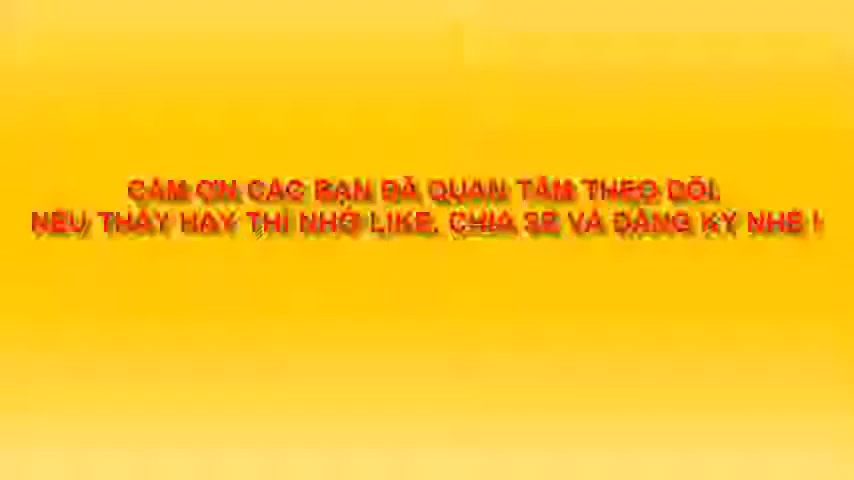 CẢM ƠN CÁC BẠN ĐÃ QUAN TÂM THEO DÕI.
NẾU THẤY HAY THÌ NHỚ LIKE, CHIA SẺ VÀ ĐĂNG KÝ NHÉ !